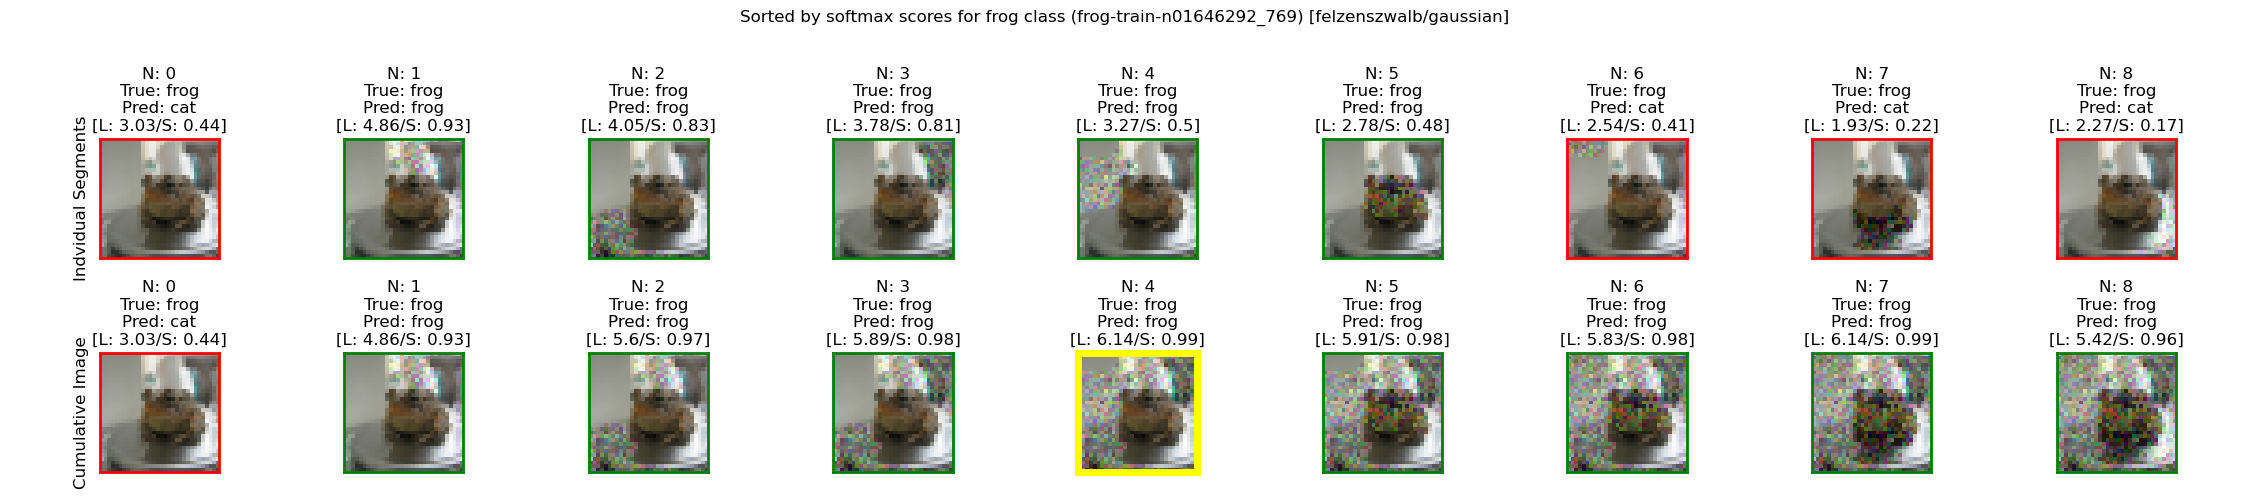 Sorted by softmax scores for frog class (frog-train-n01646292_769) [felzenszwalb/gaussian]
Indvidual Segments
N: 0
True: frog
Pred: cat
[L: 3.03/S: 0.44]
N: 1
True: frog
Pred: frog
[L: 4.86/S: 0.93]
N: 2
True: frog
Pred: frog
[L: 4.05/S: 0.83]
N: 3
True: frog
Pred: frog
[L: 3.78/S: 0.81]
N: 4
True: frog
Pred: frog
[L: 3.27/S: 0.5]
N: 5
True: frog
Pred: frog
[L: 2.78/S: 0.48]
N: 6
True: frog
Pred: cat
[L: 2.54/S: 0.41]
N: 7
True: frog
Pred: cat
[L: 1.93/S: 0.22]
N: 8
True: frog
Pred: cat
[L: 2.27/S: 0.17]
Cumulative Image
N: 0
True: frog
Pred: cat
[L: 3.03/S: 0.44]
N: 1
True: frog
Pred: frog
[L: 4.86/S: 0.93]
N: 2
True: frog
Pred: frog
[L: 5.6/S: 0.97]
N: 3
True: frog
Pred: frog
[L: 5.89/S: 0.98]
N: 4
True: frog
Pred: frog
[L: 6.14/S: 0.99]
N: 5
True: frog
Pred: frog
[L: 5.91/S: 0.98]
N: 6
True: frog
Pred: frog
[L: 5.83/S: 0.98]
N: 7
True: frog
Pred: frog
[L: 6.14/S: 0.99]
N: 8
True: frog
Pred: frog
[L: 5.42/S: 0.96]